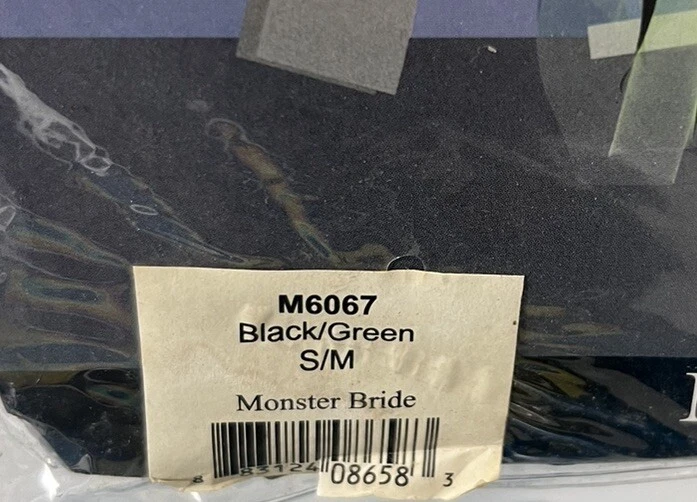 M6067
Black/Green
S/M
Monster Bride
8 83124 08658 3